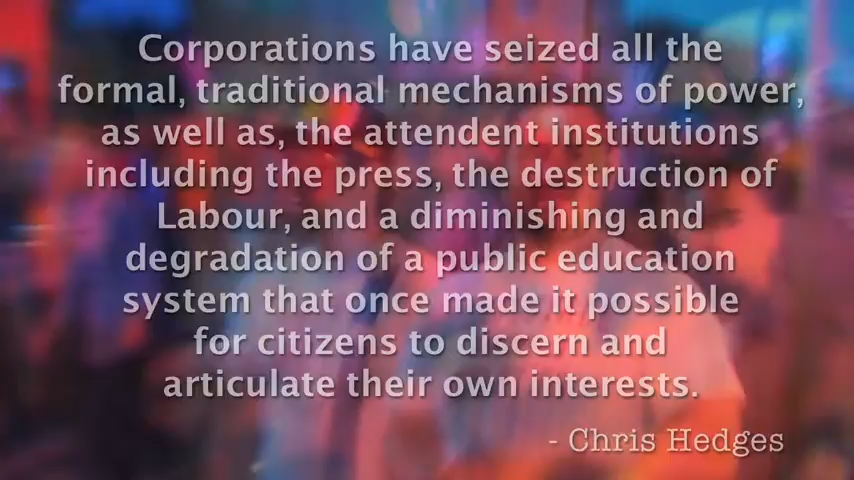 Corporations have seized all the
formal, traditional mechanisms of power,
as well as, the attendent institutions
including the press, the destruction of
Labour, and a diminishing and
degradation of a public education
system that once made it possible
for citizens to discern and
articulate their own interests.
- Chris Hedges